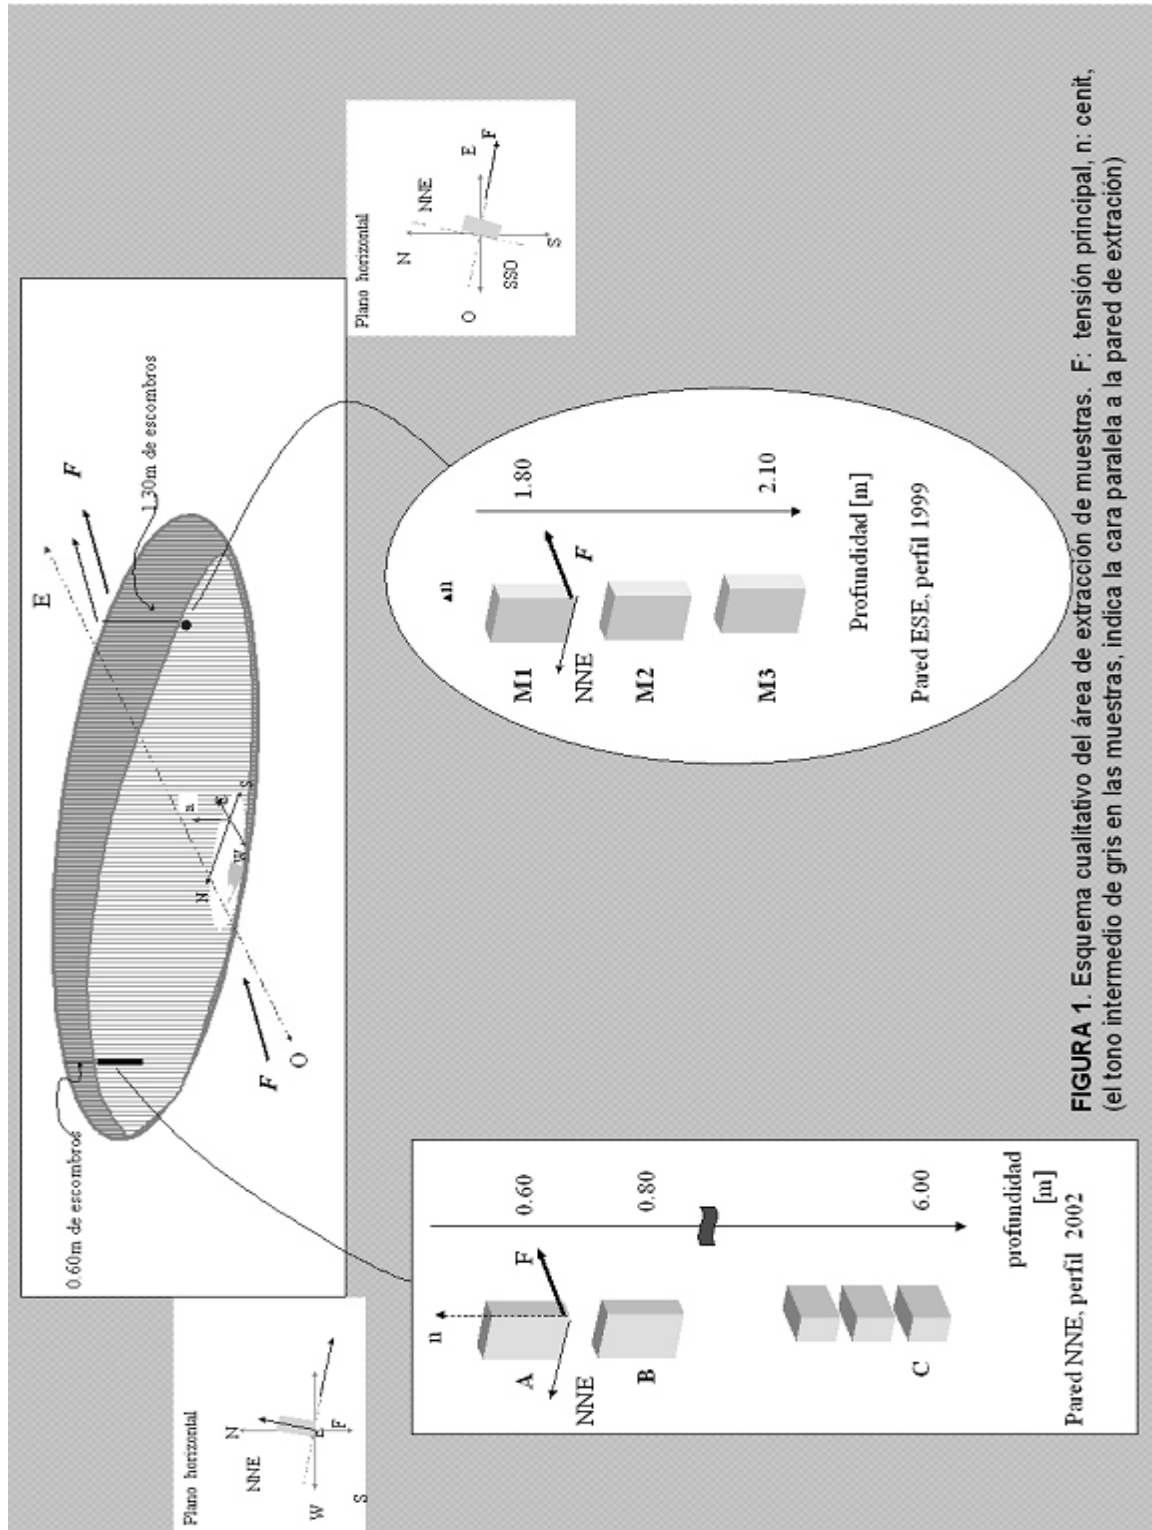 Plano horizontal
N
NNE
W
E
F
S
0.60m de escombros
F
O
E
F
1.30m de escombros
N
n
W
S
Plano horizontal
N
NNE
E
F
O
SSO
S
n
A
F
0.60
NNE
B
0.80
C
6.00
profundidad
[m]
Pared NNE, perfil 2002
n
M1
1.80
F
NNE
M2
M3
2.10
Profundidad [m]
Pared ESE, perfil 1999
FIGURA 1. Esquema cualitativo del área de extracción de muestras. F: tensión principal, n: cenit,
(el tono intermedio de gris en las muestras, indica la cara paralela a la pared de extración)